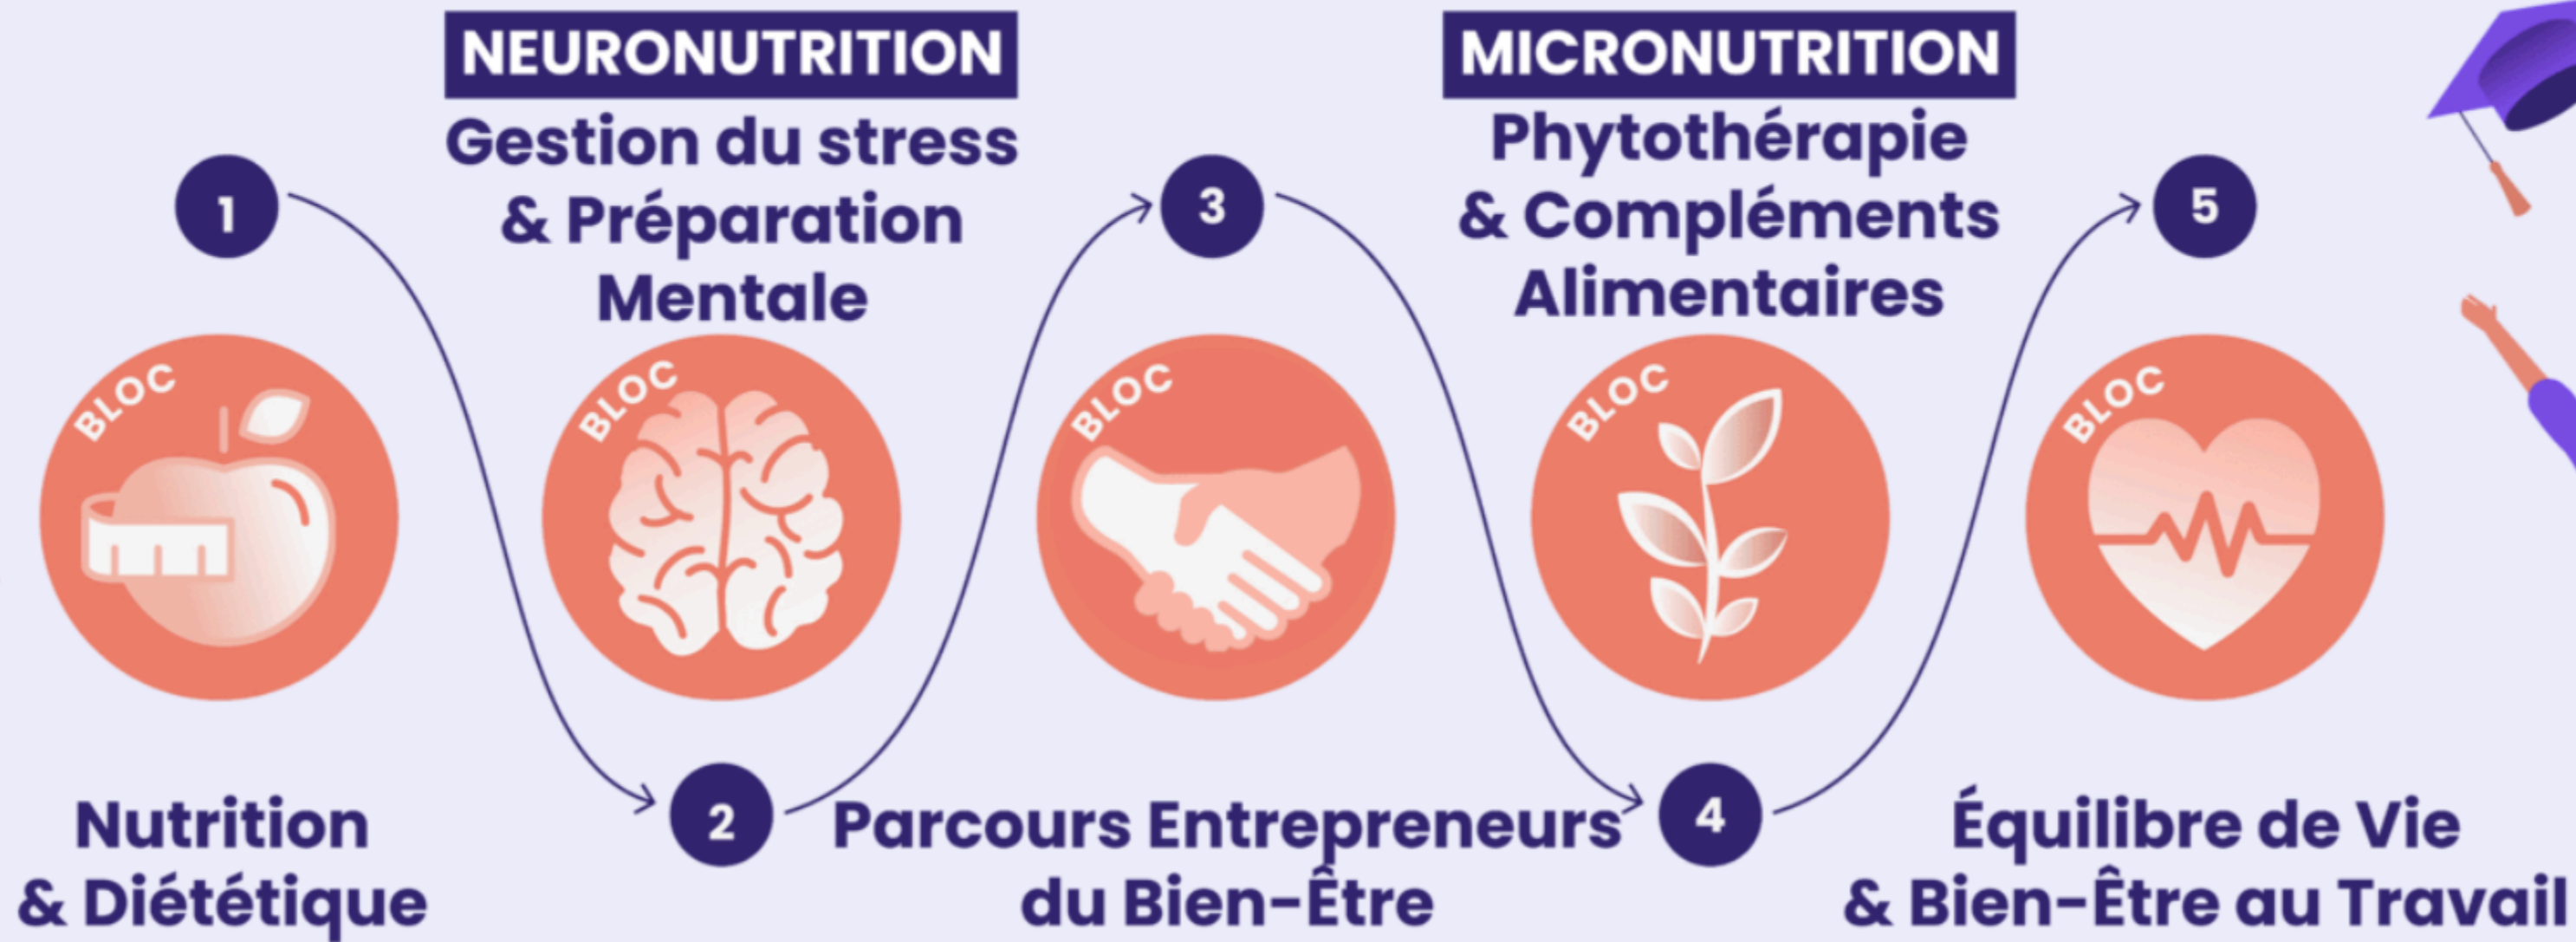 1
BLOC
Nutrition
& Diététique
NEURONUTRITION
Gestion du stress
& Préparation
Mentale
BLOC
2
3
BLOC
Parcours Entrepreneurs
du Bien-Être
MICRONUTRITION
Phytothérapie
& Compléments
Alimentaires
BLOC
4
5
BLOC
Équilibre de Vie
& Bien-Être au Travail